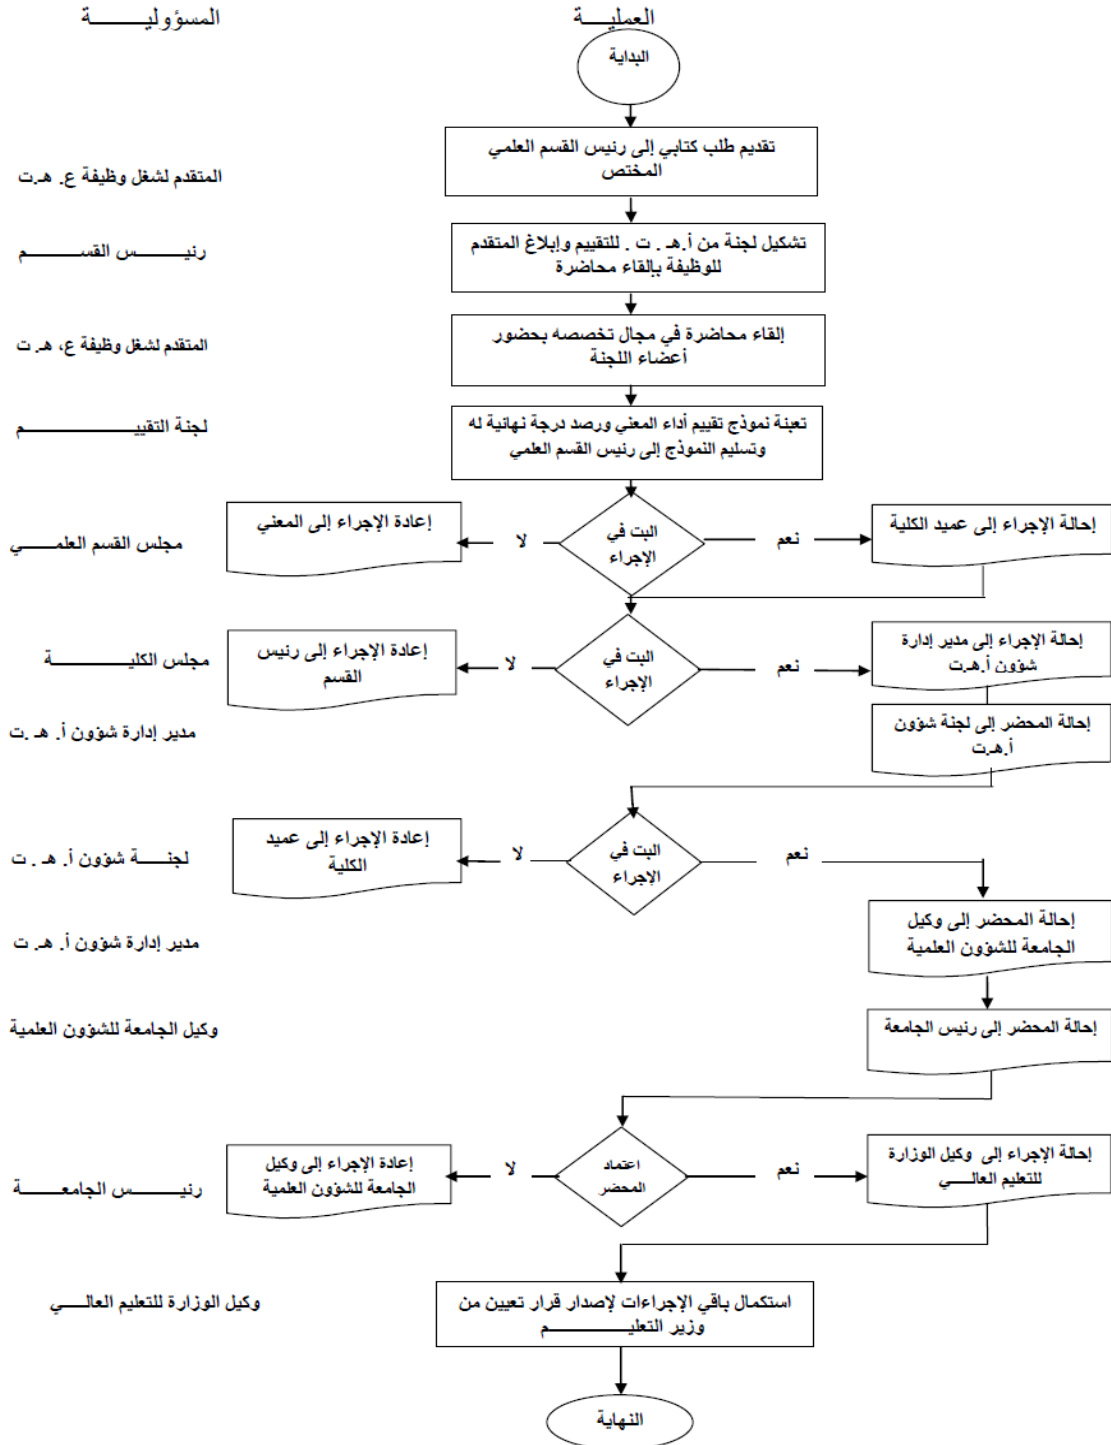 العمليـــة
المسؤوليـــــــة
البداية
تقديم طلب كتابي إلى رئيس القسم العلمي
المختص
المتقدم لشغل وظيفة ع. هـ.ت
تشكيل لجنة من أ.هـ . ت . للتقييم وإبلاغ المتقدم
للوظيفة بإلقاء محاضرة
رئيـــــــس القســـــــم
إلقاء محاضرة في مجال تخصصه بحضور
أعضاء اللجنة
المتقدم لشغل وظيفة ع، هـ. ت
تعبئة نموذج تقييم أداء المعني ورصد درجة نهائية له
وتسليم النموذج إلى رئيس القسم العلمي
لجنة التقييــــــــــــــم
إحالة الإجراء إلى عميد الكلية
نعم
البت في
الإجراء
لا
إعادة الإجراء إلى المعني
مجلس القسم العلمـــــي
إحالة الإجراء إلى مدير إدارة
شؤون أ.هـ.ت
نعم
البت في
الإجراء
لا
إعادة الإجراء إلى رئيس
القسم
مجلس الكليـــــــــــة
إحالة المحضر إلى لجنة شؤون
أ.هـ.ت
مدير إدارة شؤون أ. هـ .ت
نعم
البت في
الإجراء
لا
إعادة الإجراء إلى عميد
الكلية
لجنـــــة شؤون أ. هـ . ت
إحالة المحضر إلى وكيل
الجامعة للشؤون العلمية
مدير إدارة شؤون أ. هـ. ت
إحالة المحضر إلى رئيس الجامعة
وكيل الجامعة للشؤون العلمية
إحالة الإجراء إلى وكيل الوزارة
للتعليم العالـــــي
نعم
اعتماد
المحضر
لا
إعادة الإجراء إلى وكيل
الجامعة للشؤون العلمية
رئيـــــــس الجامعـــــــة
استكمال باقي الإجراءات لإصدار قرار تعيين من
وزير التعليـــــــــــــم
وكيل الوزارة للتعليم العالـــــي
النهاية